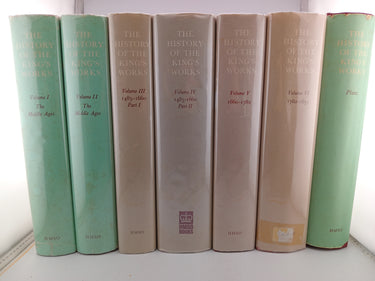 THE
HISTORY
OF THE
KING'S
WORKS
Volume I
The
Middle Ages
HMSO
THE
HISTORY
OF THE
KING'S
WORKS
Volume II
The
Middle Ages
HMSO
THE
HISTORY
OF THE
KING'S
WORKS
Volume III
1485-1660
Part I
HMSO
THE
HISTORY
OF THE
KING'S
WORKS
Volume IV
1485-1660
Part II
HMSO
BOOKS
THE
HISTORY
OF THE
KING'S
WORKS
Volume V
1660-1782
HMSO
THE
HISTORY
OF THE
KING'S
WORKS
Volume VI
1782-1851
HMSO
THE
HISTORY
OF THE
KING'S
WORKS
Plans
HMSO